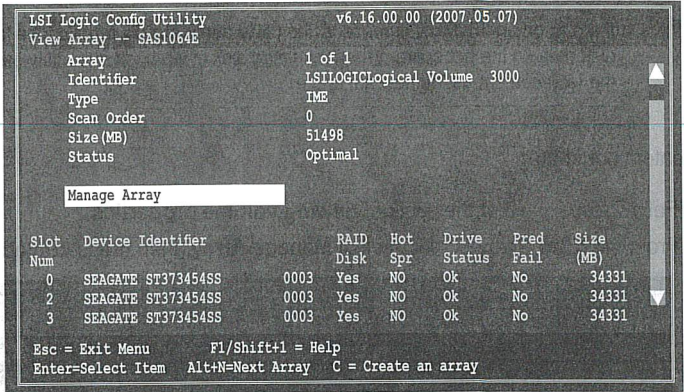 LSI Logic Config Utility v6.16.00.00 (2007.05.07)
View Array -- SAS1064E
Array 1 of 1
Identifier LSILOGICLogical Volume 3000
Type IME
Scan Order 0
Size(MB) 51498
Status Optimal
Manage Array
Slot Device Identifier RAID Hot Drive Pred Size
Num Disk Spr Status Fail (MB)
0 SEAGATE ST373454SS 0003 Yes NO Ok No 34331
2 SEAGATE ST373454SS 0003 Yes NO Ok No 34331
3 SEAGATE ST373454SS 0003 Yes NO Ok No 34331
Esc = Exit Menu F1/Shift+1 = Help
Enter=Select Item Alt+N=Next Array C = Create an array